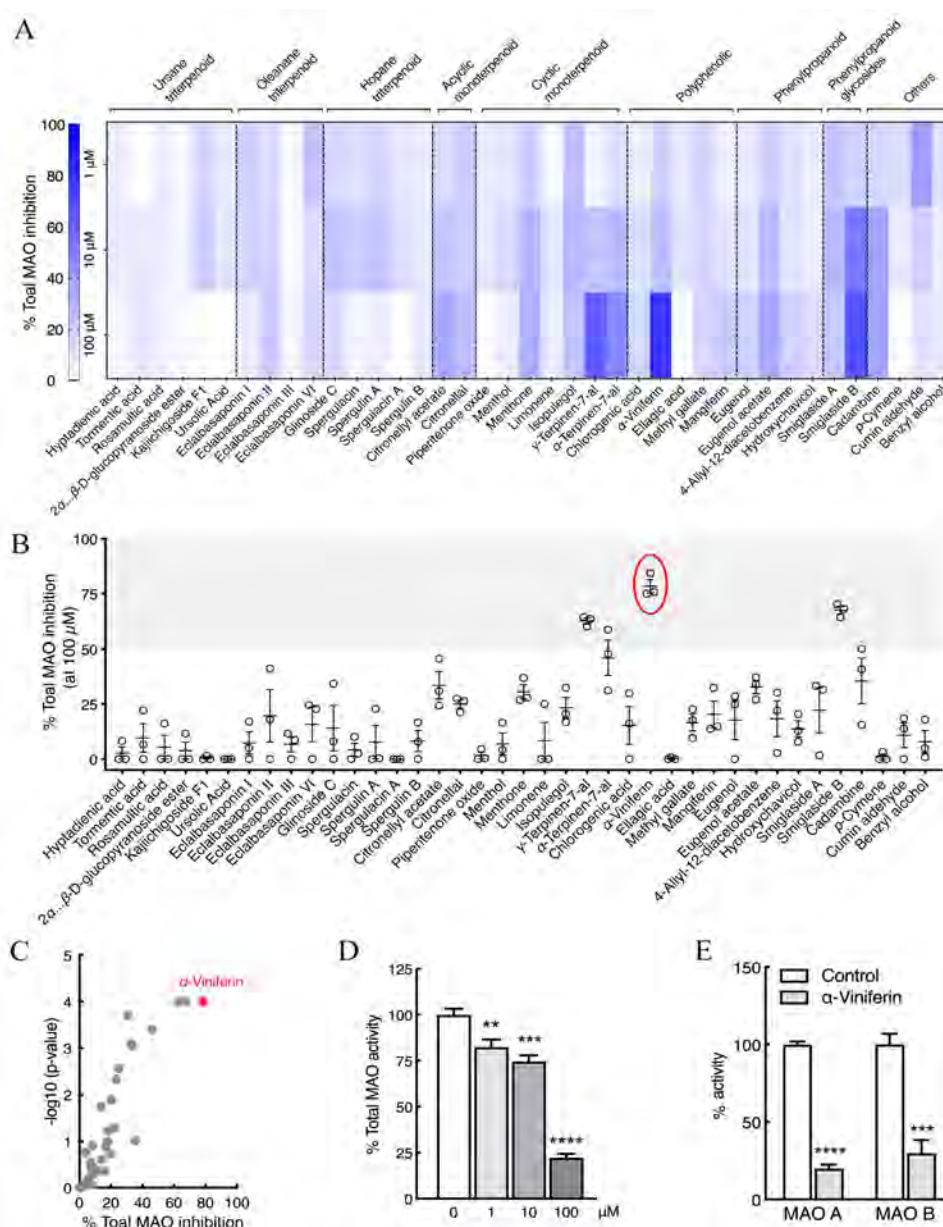 A
Ursane
triterpenoid
Oleanane
triterpenoid
Hopane
triterpenoid
Acyclic
monoterpenoid
Cyclic
monoterpenoid
Polyphenolic
Phenylpropanoid
Phenylpropanoid
glycosides
Others
% Toal MAO inhibition
100
80
60
40
20
0
1 μM
10 μM
100 μM
Hyptadienic acid
Tormentic acid
Rosamultic acid
2α...β-D-glucopyranoside ester
Kajiichigoside F1
Ursolic Acid
Eclalbasaponin I
Eclalbasaponin II
Eclalbasaponin III
Eclalbasaponin VI
Glinoside C
Spergulacin
Spergulin A
Spergulacin A
Spergulin B
Citronellyl acetate
Citronellal
Piperitenone oxide
Menthol
Menthone
Limonene
Isopulegol
γ-Terpinen-7-al
α-Terpinen-7-al
Chlorogenic acid
α-Viniferin
Elagic acid
Methyl gallate
Mangiferin
Eugenol
Eugenol acetate
4-Allyl-12-diacetobenzene
Hydroxychavicol
Smiglaside A
Smiglaside B
Cadambine
p-Cymene
Cumin aldehyde
Benzyl alcohol
B
% Toal MAO inhibition
(at 100 μM)
100
75
50
25
0
Hyptadienic acid
Tormentic acid
Rosamultic acid
2α...β-D-glucopyranoside ester
Kajiichigoside F1
Ursolic Acid
Eclalbasaponin I
Eclalbasaponin II
Eclalbasaponin III
Eclalbasaponin VI
Glinoside C
Spergulacin
Spergulin A
Spergulacin A
Spergulin B
Citronellyl acetate
Citronellal
Piperitenone oxide
Menthol
Menthone
Limonene
Isopulegol
γ-Terpinen-7-al
α-Terpinen-7-al
Chlorogenic acid
α-Viniferin
Elagic acid
Methyl gallate
Mangiferin
Eugenol
Eugenol acetate
4-Allyl-12-diacetobenzene
Hydroxychavicol
Smiglaside A
Smiglaside B
Cadambine
p-Cymene
Cumin aldehyde
Benzyl alcohol
C
-log10 (p-value)
5
4
3
2
1
0
α-Viniferin
0 20 40 60 80 100
% Toal MAO inhibition
D
% Total MAO activity
125
100
75
50
25
0
**
***
****
0 1 10 100 μM
E
% activity
150
100
50
0
Control
α-Viniferin
****
***
MAO A MAO B